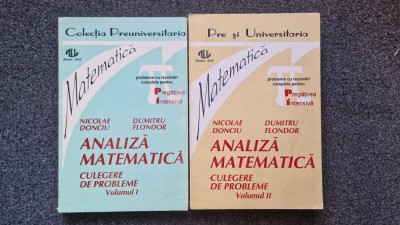 Colecția Preuniversitaria
Matematică
probleme cu rezolvări
complete pentru
Pregătirea
Intensivă
NICOLAE
DONCIU
DUMITRU
FLONDOR
ANALIZĂ
MATEMATICĂ
CULEGERE
DE PROBLEME
Volumul I
Pre și Universitaria
Matematică
probleme cu rezolvări
complete pentru
Pregătirea
Intensivă
NICOLAE
DONCIU
DUMITRU
FLONDOR
ANALIZĂ
MATEMATICĂ
CULEGERE
DE PROBLEME
Volumul II